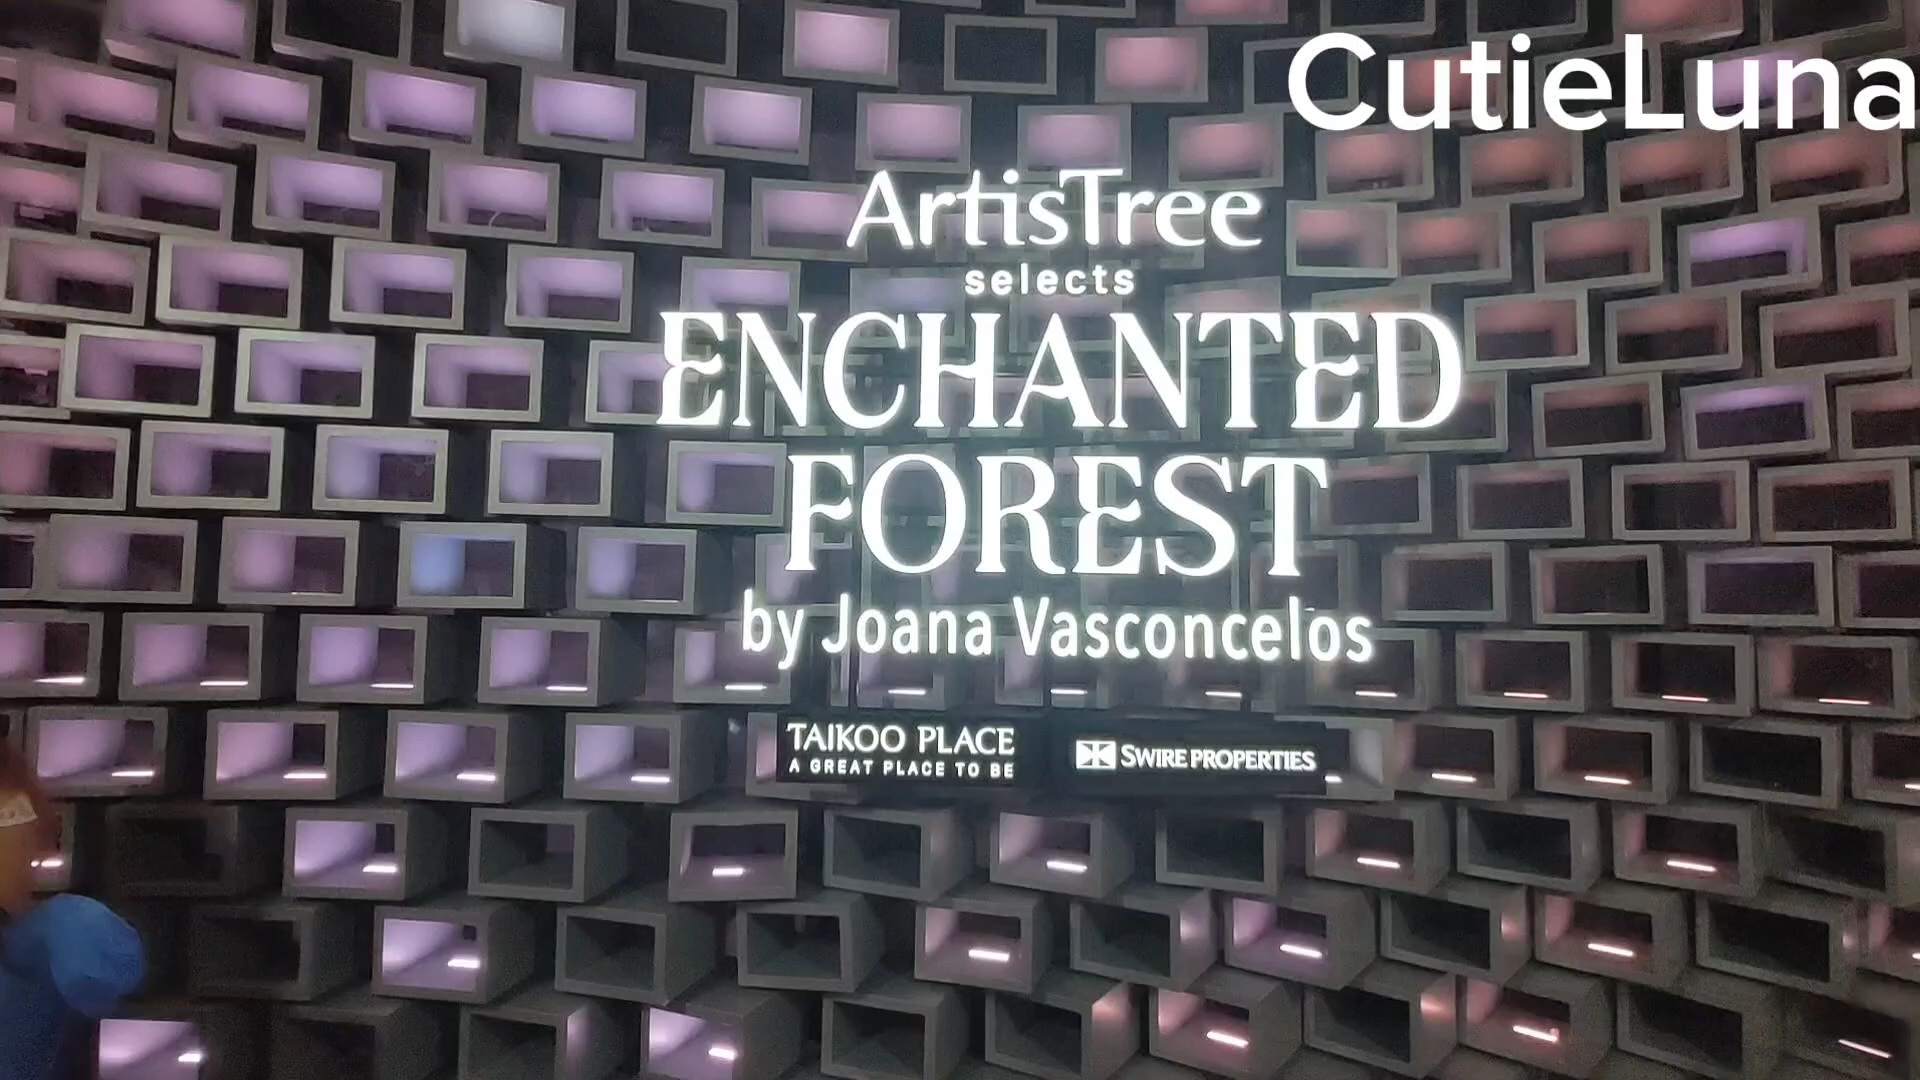 CutieLuna
ArtisTree
selects
ENCHANTED
FOREST
by Joana Vasconcelos
TAIKOO PLACE
A GREAT PLACE TO BE
SWIRE PROPERTIES